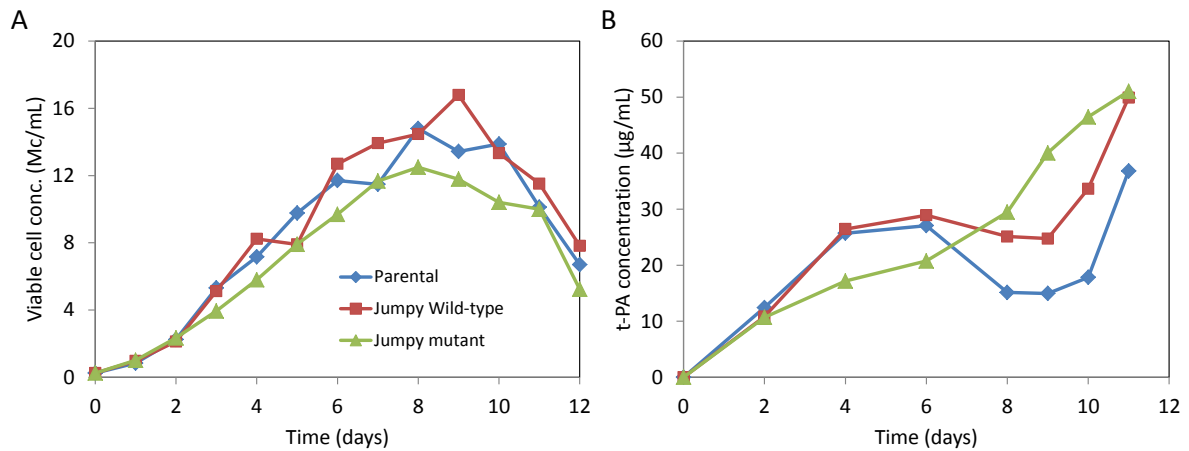 A
Viable cell conc. (Mc/mL)
20
16
12
8
4
0
Parental
Jumpy Wild-type
Jumpy mutant
0 2 4 6 8 10 12
Time (days)
B
t-PA concentration (µg/mL)
60
50
40
30
20
10
0
0 2 4 6 8 10 12
Time (days)